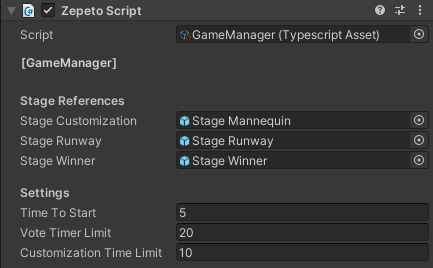 Zepeto Script
Script GameManager (Typescript Asset)
[GameManager]
Stage References
Stage Customization Stage Mannequin
Stage Runway Stage Runway
Stage Winner Stage Winner
Settings
Time To Start 5
Vote Timer Limit 20
Customization Time Limit 10